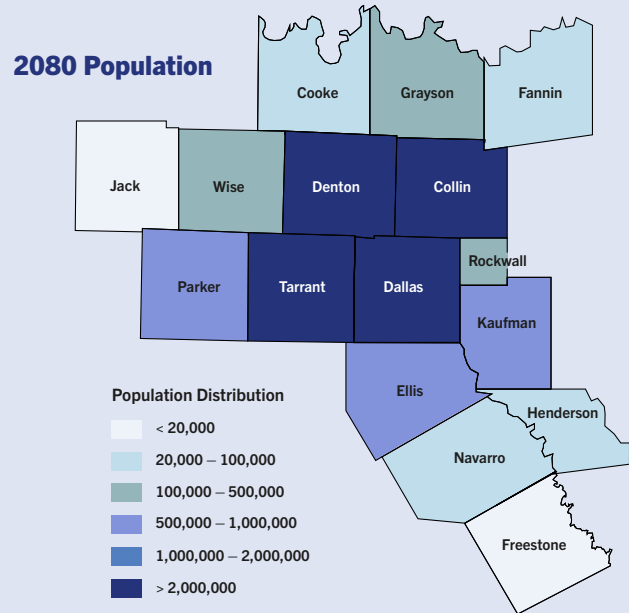 2080 Population
Cooke
Grayson
Fannin
Jack
Wise
Denton
Collin
Rockwall
Parker
Tarrant
Dallas
Kaufman
Ellis
Henderson
Navarro
Freestone
Population Distribution
< 20,000
20,000 – 100,000
100,000 – 500,000
500,000 – 1,000,000
1,000,000 – 2,000,000
> 2,000,000